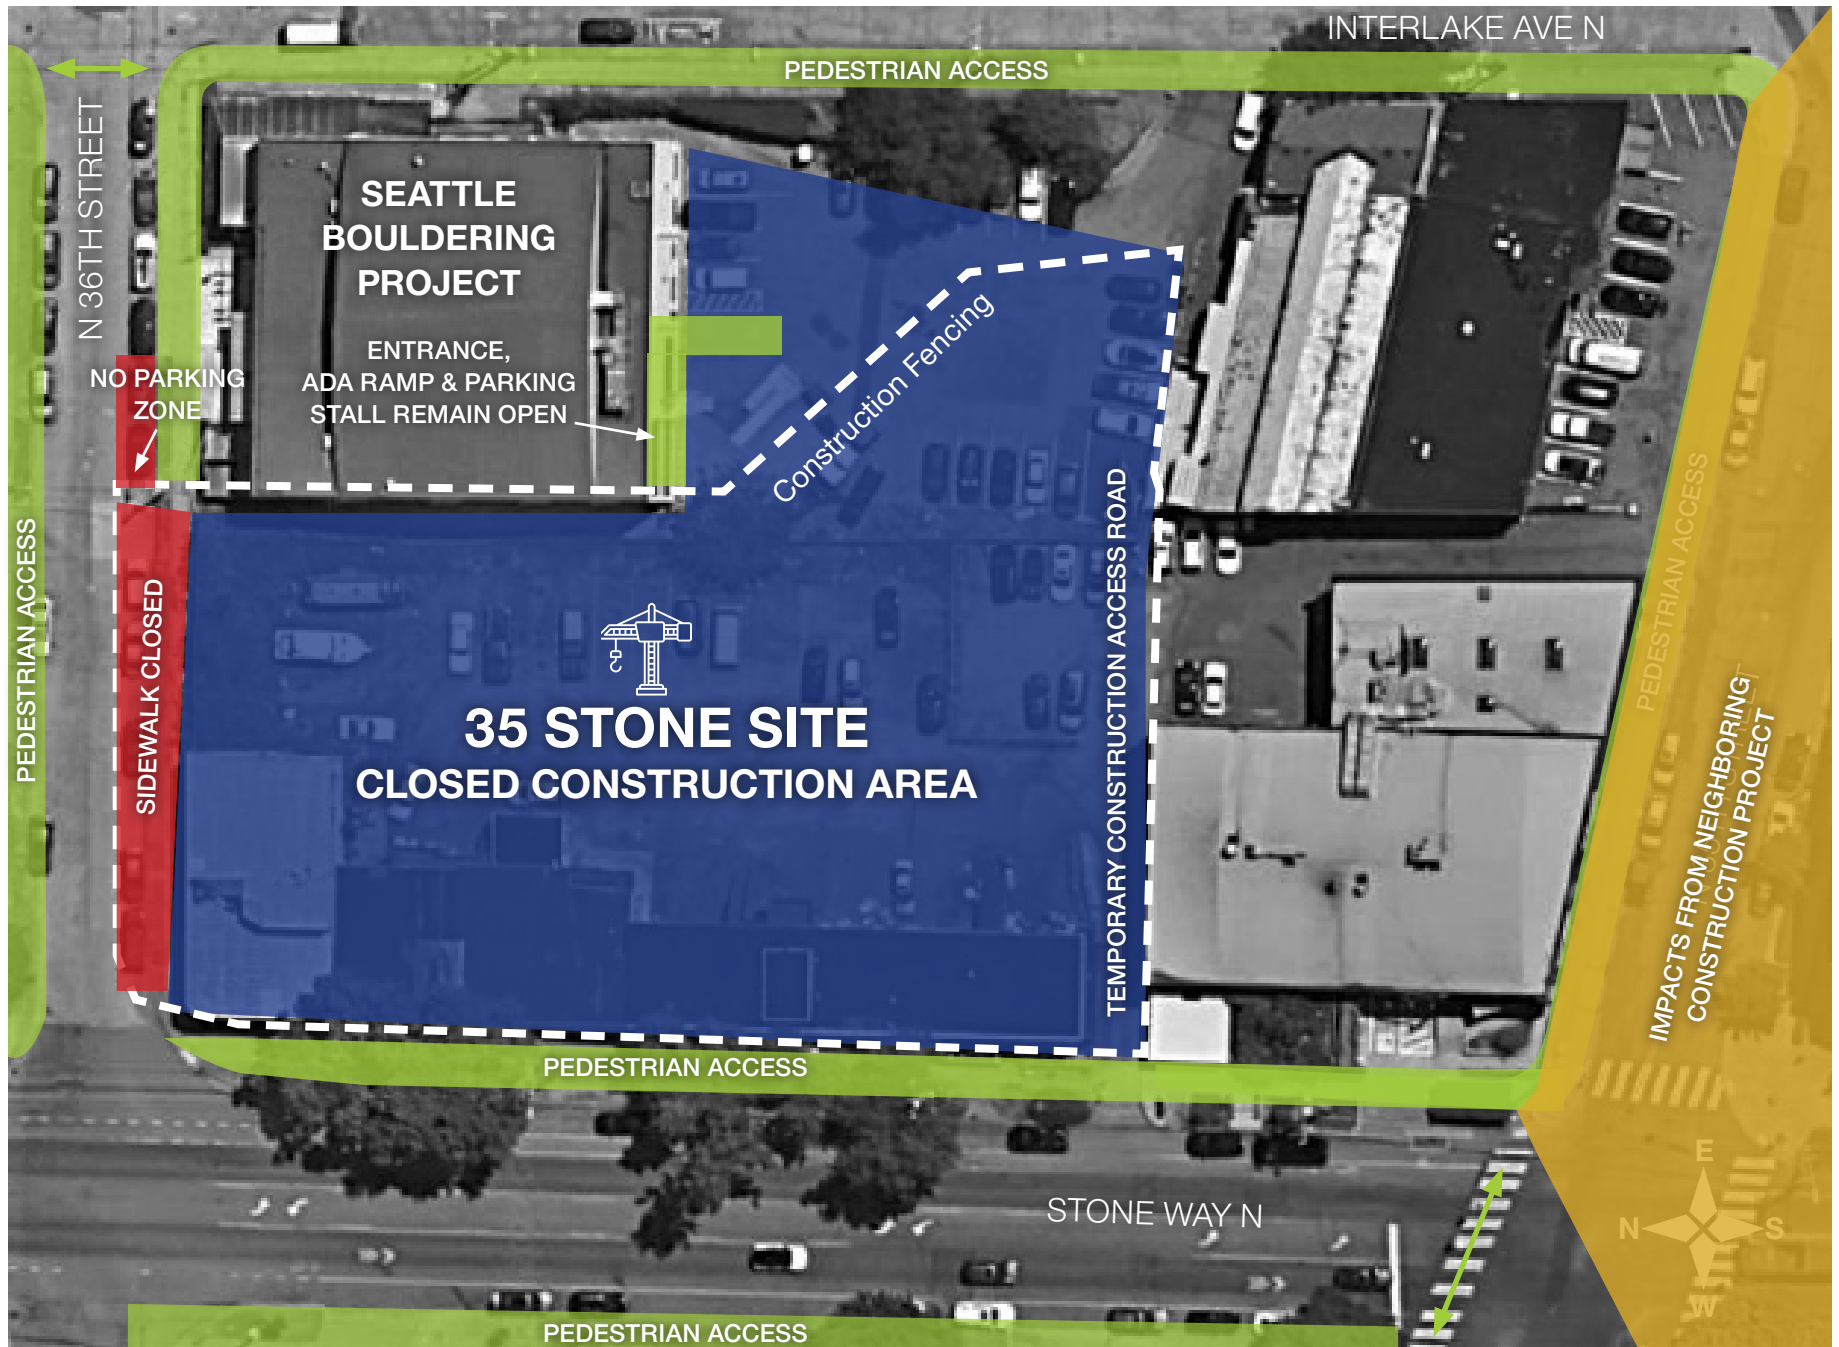 INTERLAKE AVE N
PEDESTRIAN ACCESS
N 36TH STREET
SEATTLE
BOULDERING
PROJECT
ENTRANCE,
ADA RAMP & PARKING
STALL REMAIN OPEN
NO PARKING
ZONE
Construction Fencing
PEDESTRIAN ACCESS
SIDEWALK CLOSED
35 STONE SITE
CLOSED CONSTRUCTION AREA
TEMPORARY CONSTRUCTION ACCESS ROAD
PEDESTRIAN ACCESS
IMPACTS FROM NEIGHBORING
CONSTRUCTION PROJECT
PEDESTRIAN ACCESS
STONE WAY N
E
N
S
W
PEDESTRIAN ACCESS